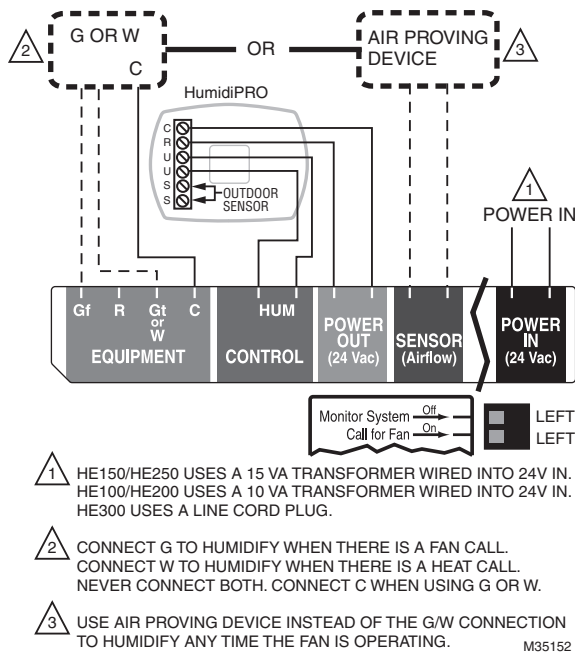 2
G OR W
C
OR
AIR PROVING
DEVICE
3
HumidiPRO
C
R
U
U
S
S
OUTDOOR
SENSOR
1
POWER IN
Gf
R
Gt
or
W
C
EQUIPMENT
HUM
CONTROL
POWER
OUT
(24 Vac)
SENSOR
(Airflow)
POWER
IN
(24 Vac)
Monitor System Off
Call for Fan On
LEFT
LEFT
1 HE150/HE250 USES A 15 VA TRANSFORMER WIRED INTO 24V IN.
HE100/HE200 USES A 10 VA TRANSFORMER WIRED INTO 24V IN.
HE300 USES A LINE CORD PLUG.
2 CONNECT G TO HUMIDIFY WHEN THERE IS A FAN CALL.
CONNECT W TO HUMIDIFY WHEN THERE IS A HEAT CALL.
NEVER CONNECT BOTH. CONNECT C WHEN USING G OR W.
3 USE AIR PROVING DEVICE INSTEAD OF THE G/W CONNECTION
TO HUMIDIFY ANY TIME THE FAN IS OPERATING.
M35152